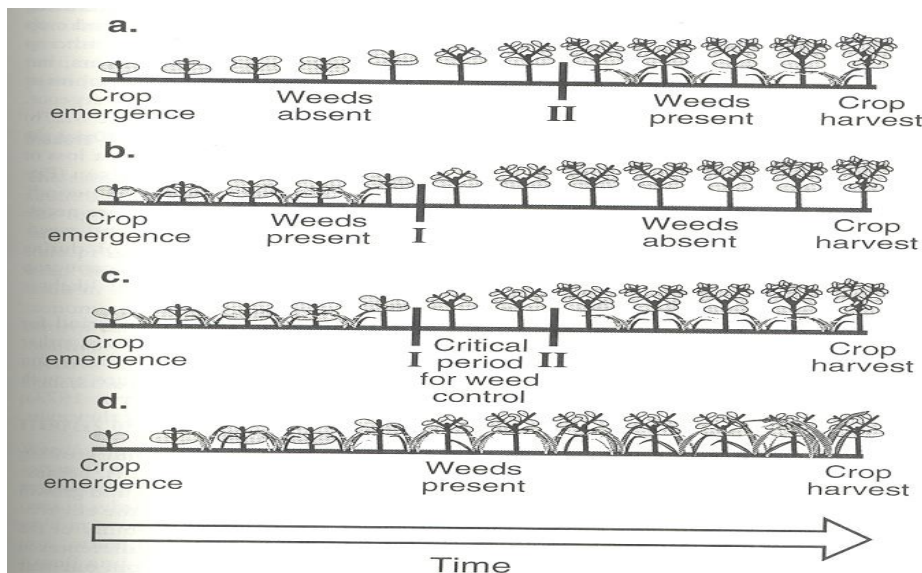 a.
Crop emergence
Weeds absent
II
Weeds present
Crop harvest
b.
Crop emergence
Weeds present
I
Weeds absent
Crop harvest
c.
Crop emergence
I
Critical period for weed control
II
Crop harvest
d.
Crop emergence
Weeds present
Crop harvest
Time